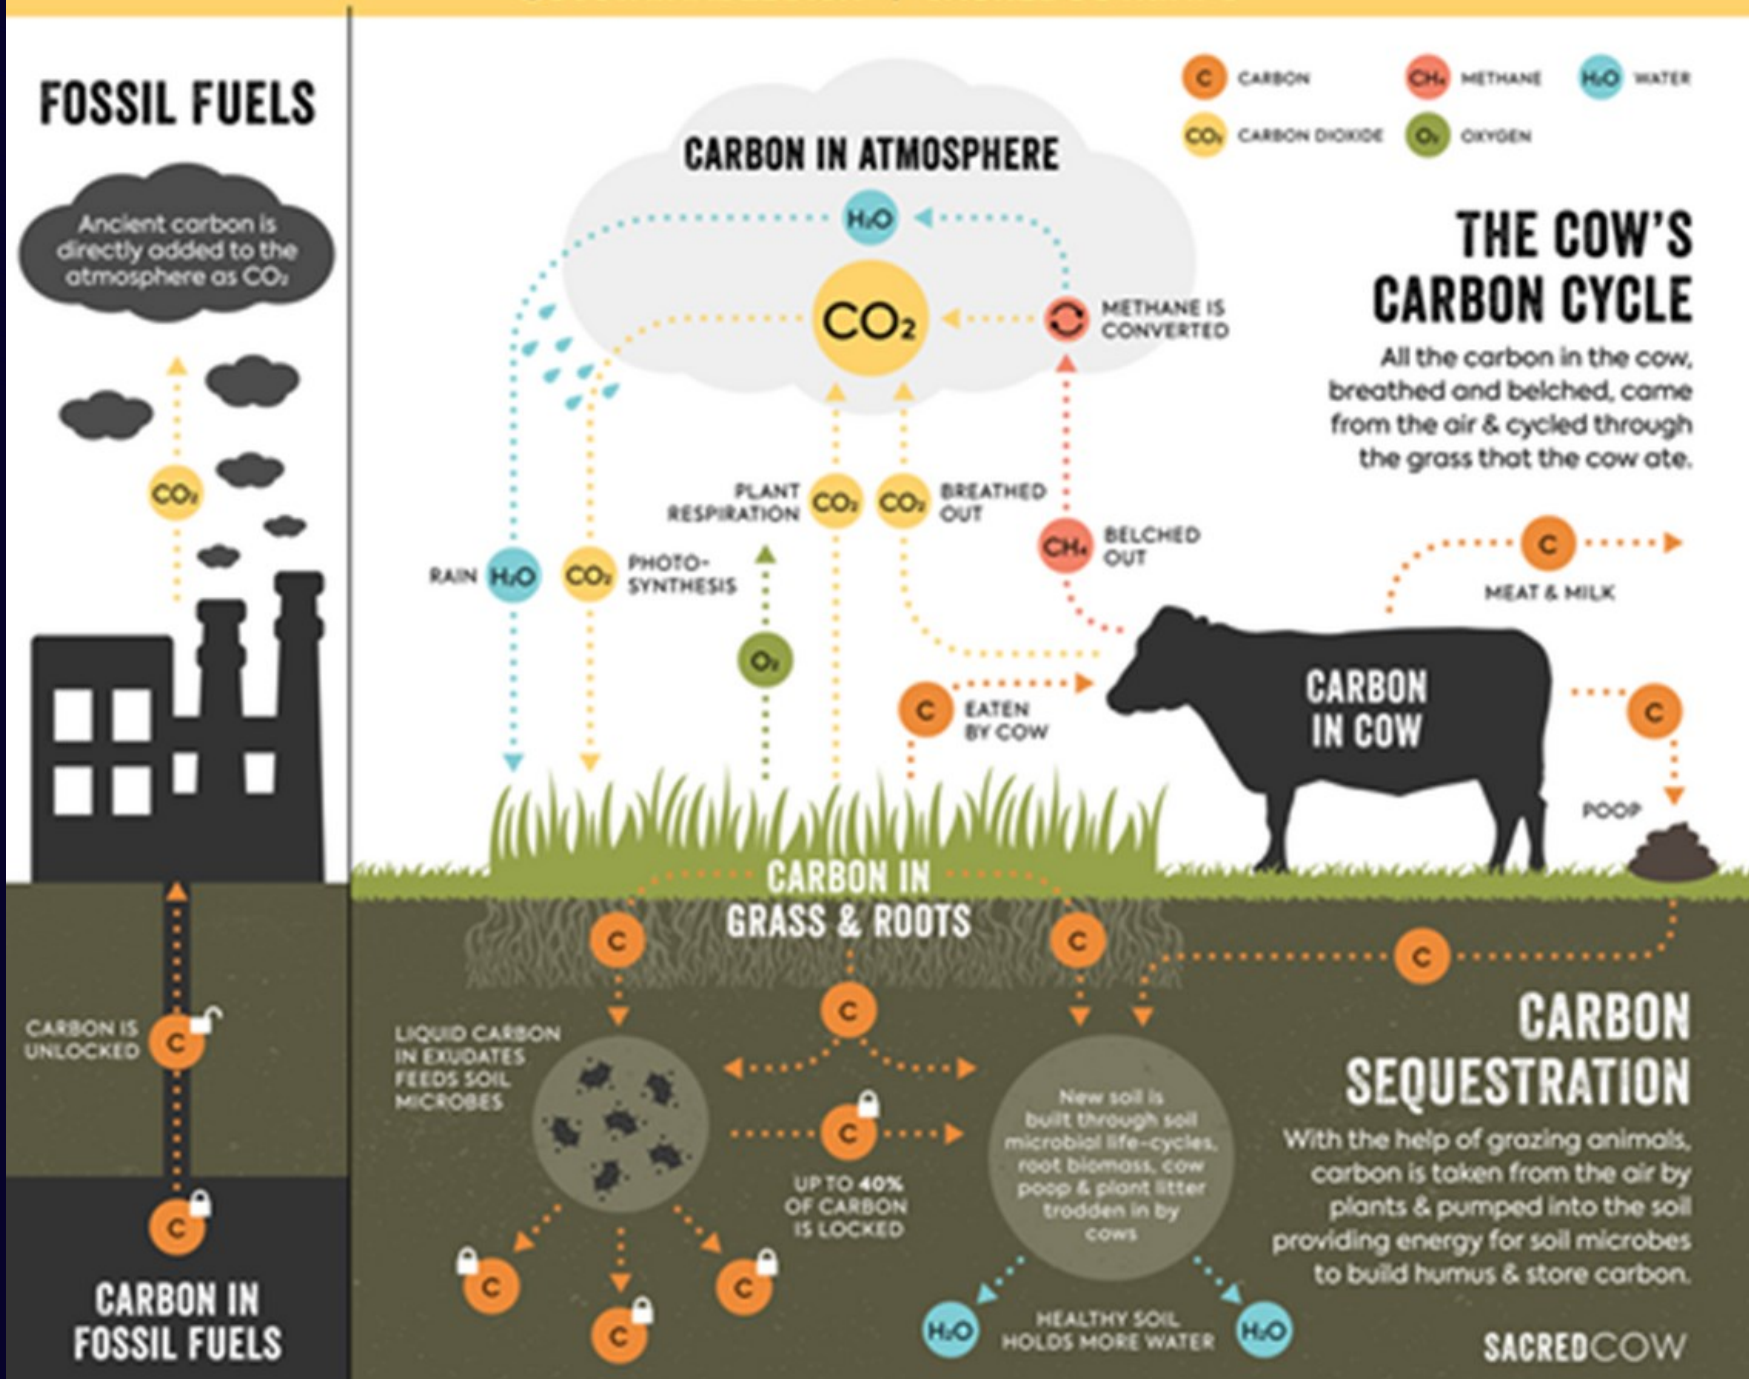 FOSSIL FUELS
Ancient carbon is
directly added to the
atmosphere as CO₂
CO₂
CARBON IS
UNLOCKED
C
C
CARBON IN
FOSSIL FUELS
C CARBON
CH₄ METHANE
H₂O WATER
CO₂ CARBON DIOXIDE
O₂ OXYGEN
CARBON IN ATMOSPHERE
H₂O
CO₂
METHANE IS
CONVERTED
THE COW'S
CARBON CYCLE
All the carbon in the cow,
breathed and belched, came
from the air & cycled through
the grass that the cow ate.
RAIN H₂O
CO₂ PHOTO-
SYNTHESIS
PLANT
RESPIRATION
CO₂
CO₂
BREATHED
OUT
CH₄
BELCHED
OUT
O₂
C
EATEN
BY COW
C
MEAT & MILK
CARBON
IN COW
C
POOP
CARBON IN
GRASS & ROOTS
C
C
C
C
LIQUID CARBON
IN EXUDATES
FEEDS SOIL
MICROBES
C
UP TO 40%
OF CARBON
IS LOCKED
C
C
C
New soil is
built through soil
microbial life-cycles,
root biomass, cow
poop & plant litter
trodden in by
cows
H₂O
HEALTHY SOIL
HOLDS MORE WATER
H₂O
CARBON
SEQUESTRATION
With the help of grazing animals,
carbon is taken from the air by
plants & pumped into the soil
providing energy for soil microbes
to build humus & store carbon.
SACREDCOW